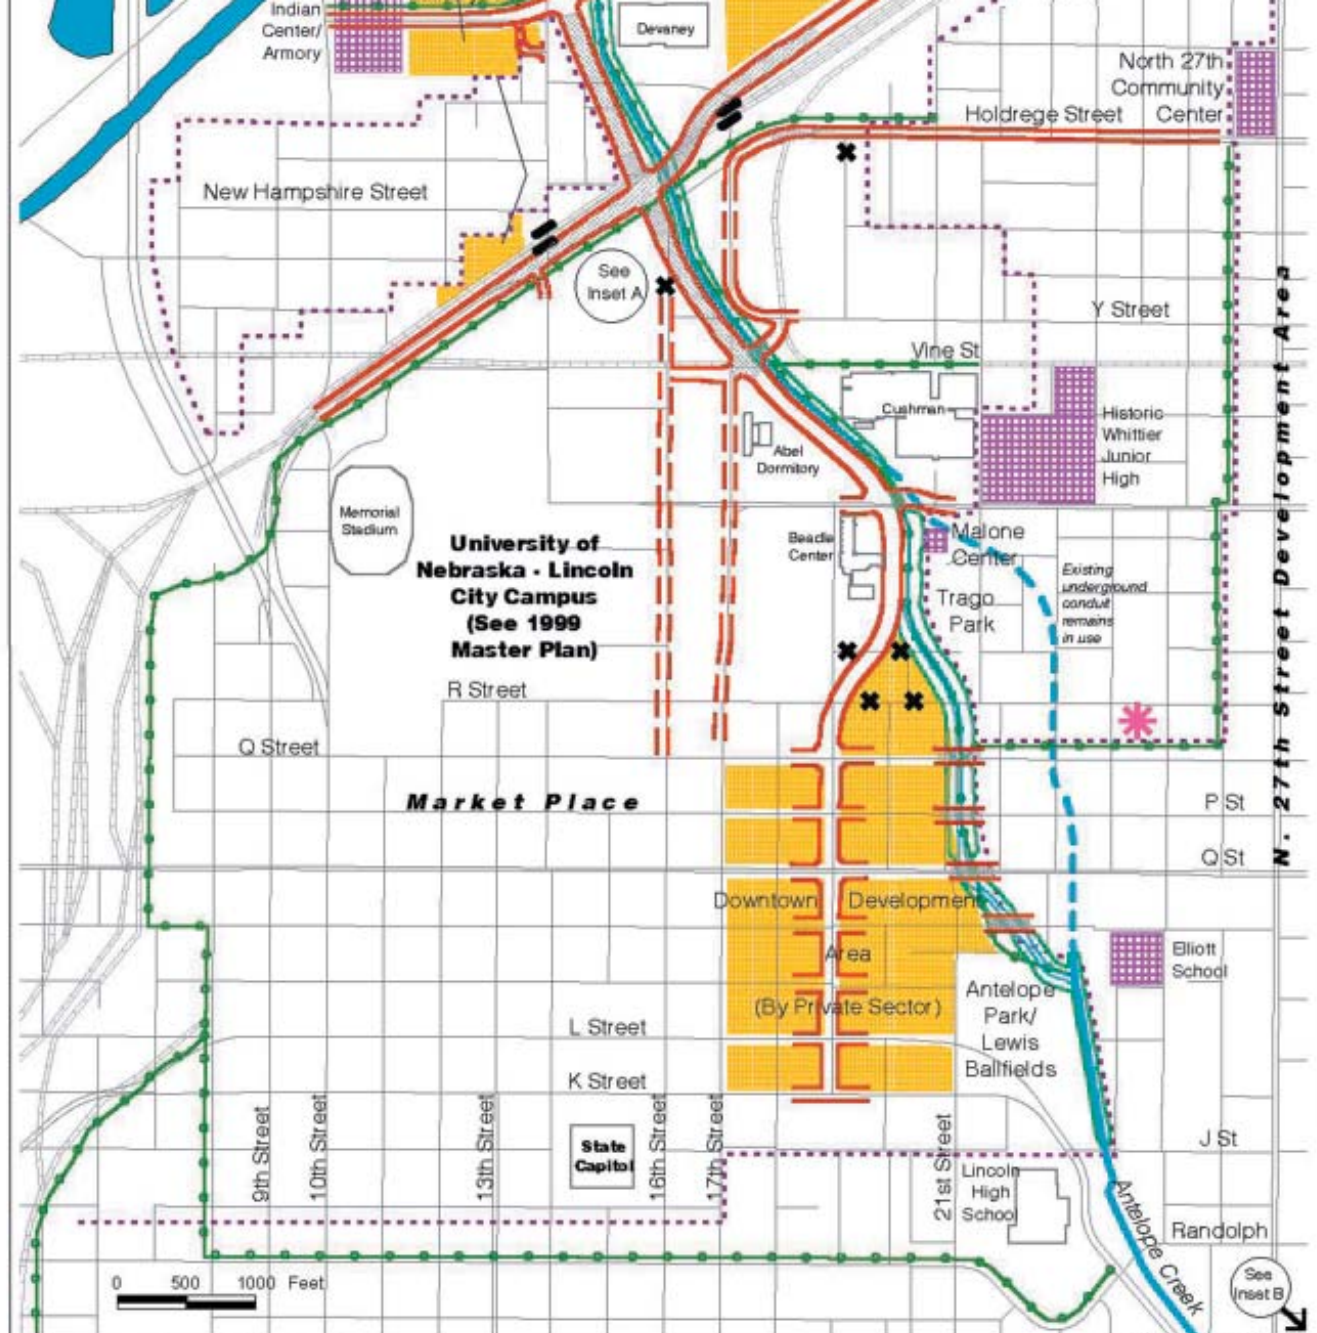 Indian
Center/
Armory
Devaney
North 27th
Community
Center
Holdrege Street
New Hampshire Street
See
Inset A
Y Street
Vine St
Cushman
Historic
Whittier
Junior
High
Abel
Dormitory
Memorial
Stadium
University of
Nebraska - Lincoln
City Campus
(See 1999
Master Plan)
Beadle
Center
Malone
Center
Existing
underground
conduit
remains
in use
Trago
Park
N. 27th Street Development Area
R Street
Q Street
Market Place
P St
Q St
Downtown Development
Area
(By Private Sector)
Elliott
School
Antelope
Park/
Lewis
Ballfields
L Street
K Street
9th Street
10th Street
13th Street
State
Capitol
16th Street
17th Street
21st Street
J St
Lincoln
High
School
Antelope Creek
Randolph
See
Inset B
0 500 1000 Feet